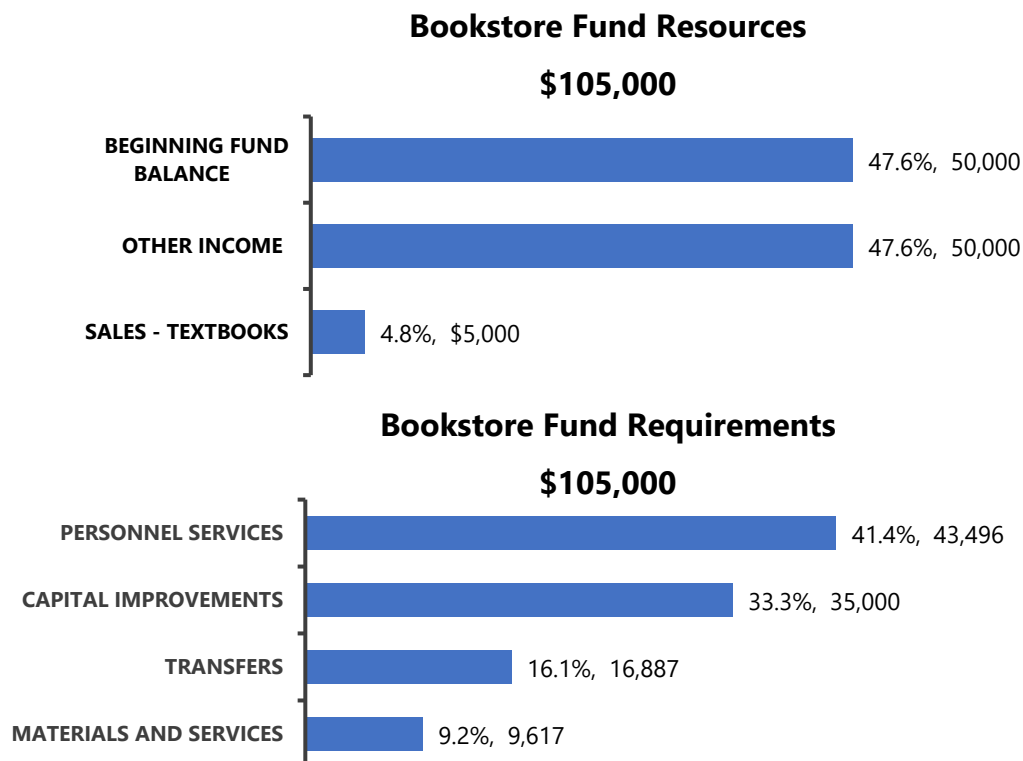 Bookstore Fund Resources
$105,000
BEGINNING FUND
BALANCE
47.6%, 50,000
OTHER INCOME
47.6%, 50,000
SALES - TEXTBOOKS
4.8%, $5,000
Bookstore Fund Requirements
$105,000
PERSONNEL SERVICES
41.4%, 43,496
CAPITAL IMPROVEMENTS
33.3%, 35,000
TRANSFERS
16.1%, 16,887
MATERIALS AND SERVICES
9.2%, 9,617